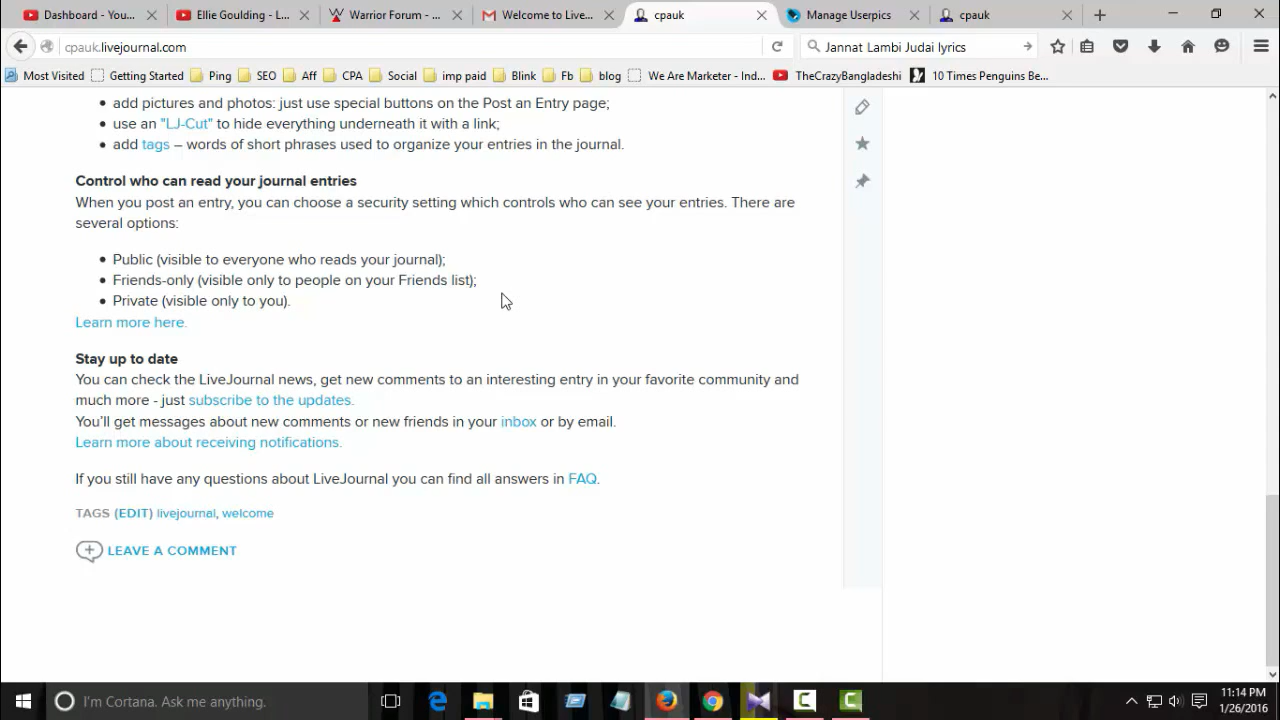 Dashboard - You...
Ellie Goulding - L...
Warrior Forum - ...
Welcome to Live...
cpauk
Manage Userpics
cpauk
cpauk.livejournal.com
Jannat Lambi Judai lyrics
Most Visited
Getting Started
Ping
SEO
Aff
CPA
Social
imp paid
Blink
Fb
blog
We Are Marketer - Ind...
TheCrazyBangladeshi
10 Times Penguins Be...
• add pictures and photos: just use special buttons on the Post an Entry page;
• use an "LJ-Cut" to hide everything underneath it with a link;
• add tags – words of short phrases used to organize your entries in the journal.
Control who can read your journal entries
When you post an entry, you can choose a security setting which controls who can see your entries. There are
several options:
• Public (visible to everyone who reads your journal);
• Friends-only (visible only to people on your Friends list);
• Private (visible only to you).
Learn more here.
Stay up to date
You can check the LiveJournal news, get new comments to an interesting entry in your favorite community and
much more - just subscribe to the updates.
You'll get messages about new comments or new friends in your inbox or by email.
Learn more about receiving notifications.
If you still have any questions about LiveJournal you can find all answers in FAQ.
TAGS (EDIT) livejournal, welcome
LEAVE A COMMENT
I'm Cortana. Ask me anything.
11:14 PM
1/26/2016